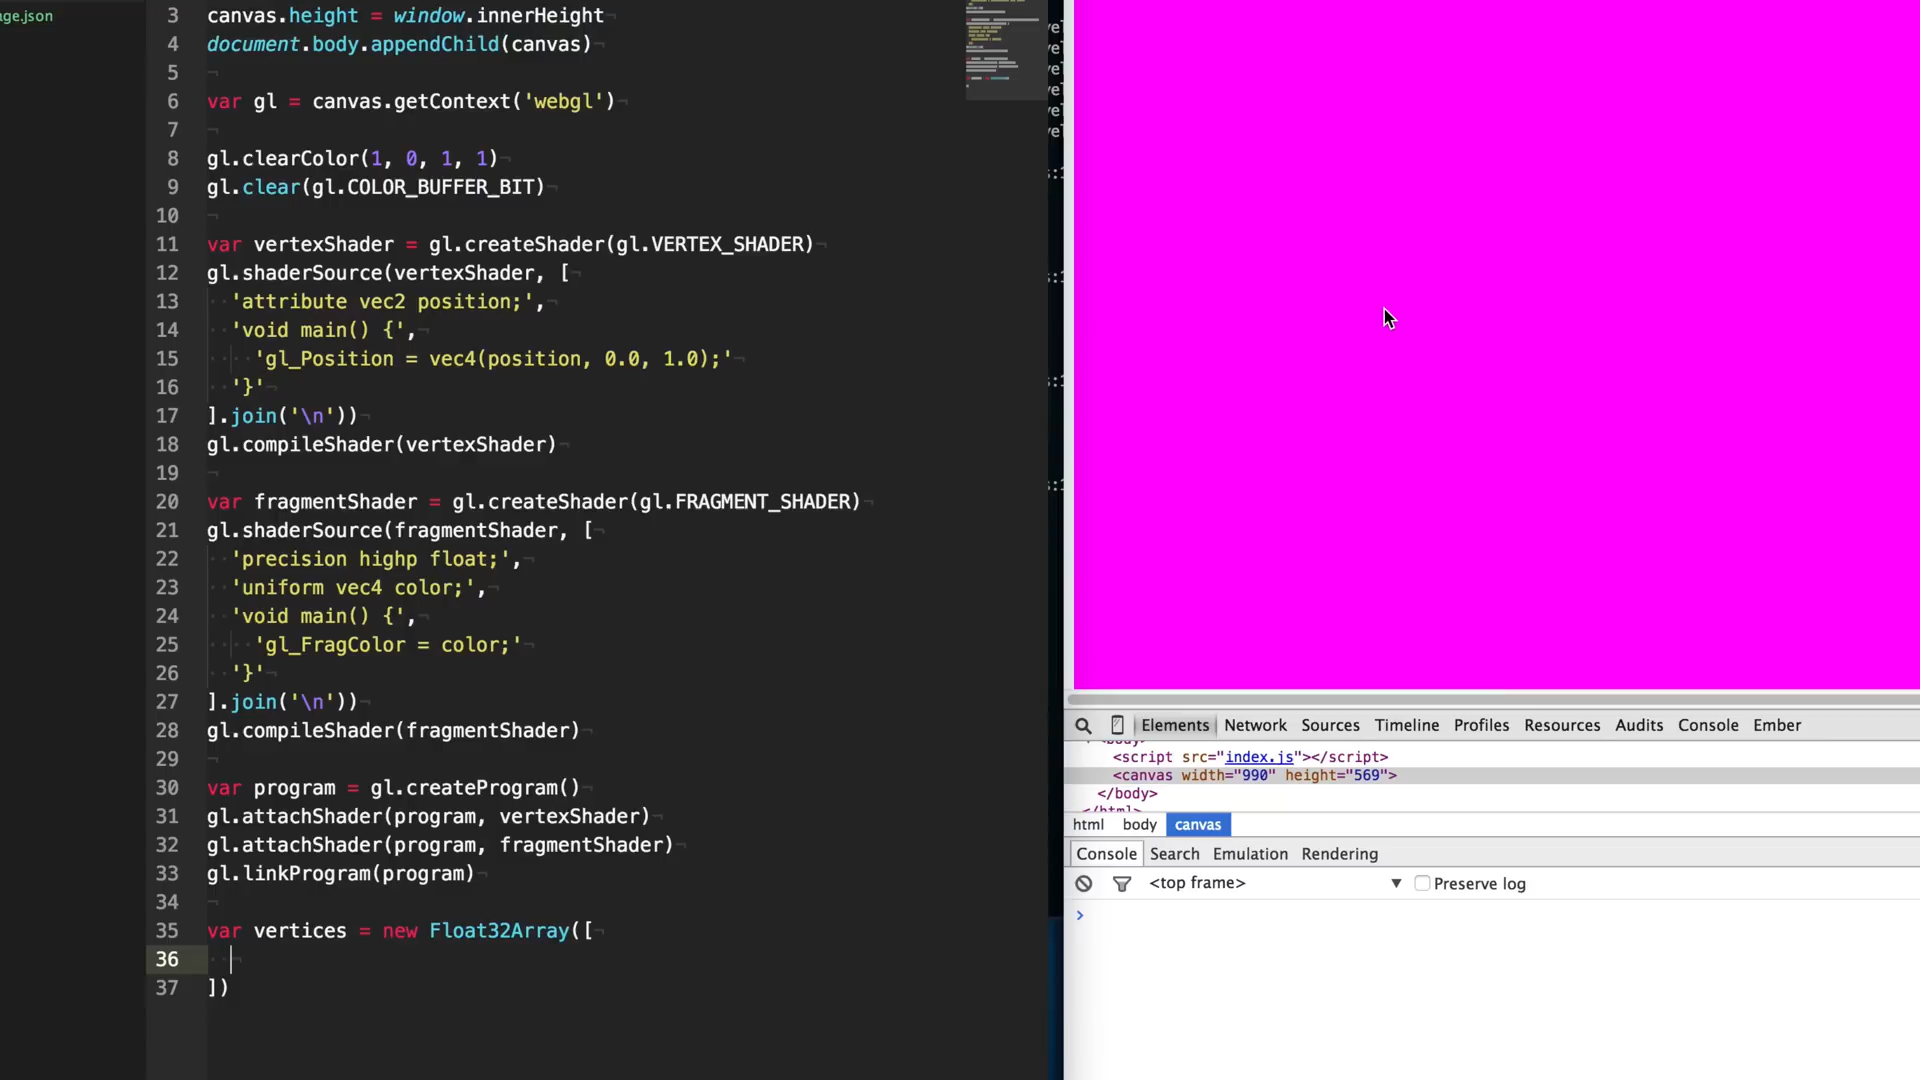 ge.json
3 canvas.height = window.innerHeight
4 document.body.appendChild(canvas)
5
6 var gl = canvas.getContext('webgl')
7
8 gl.clearColor(1, 0, 1, 1)
9 gl.clear(gl.COLOR_BUFFER_BIT)
10
11 var vertexShader = gl.createShader(gl.VERTEX_SHADER)
12 gl.shaderSource(vertexShader, [
13 'attribute vec2 position;',
14 'void main() {',
15 'gl_Position = vec4(position, 0.0, 1.0);'
16 '}'
17 ].join('\n'))
18 gl.compileShader(vertexShader)
19
20 var fragmentShader = gl.createShader(gl.FRAGMENT_SHADER)
21 gl.shaderSource(fragmentShader, [
22 'precision highp float;',
23 'uniform vec4 color;',
24 'void main() {',
25 'gl_FragColor = color;'
26 '}'
27 ].join('\n'))
28 gl.compileShader(fragmentShader)
29
30 var program = gl.createProgram()
31 gl.attachShader(program, vertexShader)
32 gl.attachShader(program, fragmentShader)
33 gl.linkProgram(program)
34
35 var vertices = new Float32Array([
36
37 ])
Elements Network Sources Timeline Profiles Resources Audits Console Ember
<script src="index.js"></script>
<canvas width="990" height="569">
</body>
html body canvas
Console Search Emulation Rendering
<top frame> ▼ Preserve log
>